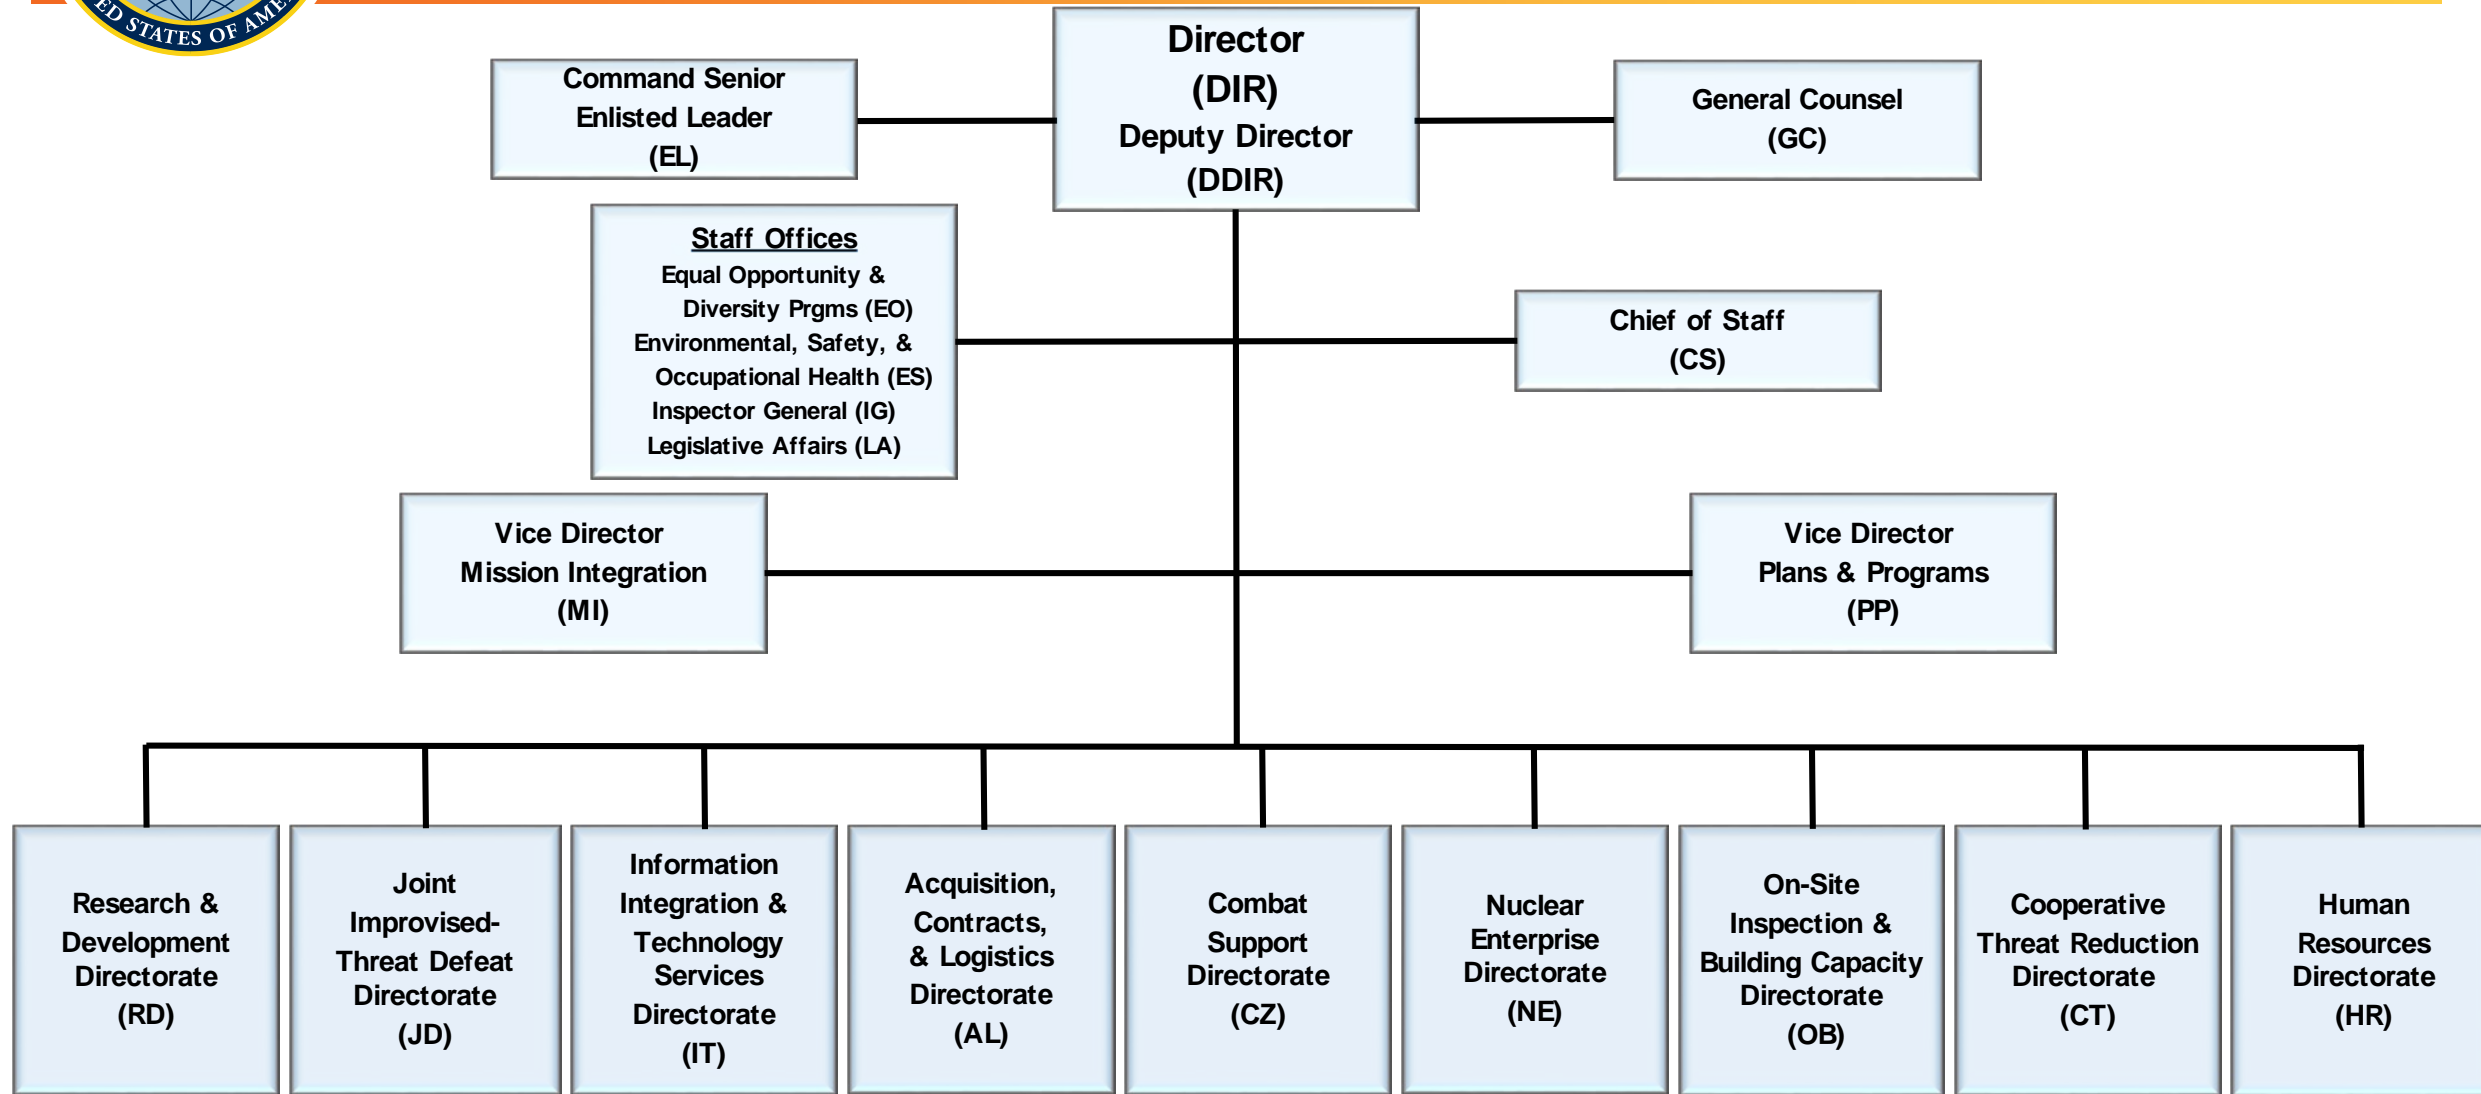 STATES OF
Director
(DIR)
Deputy Director
(DDIR)
Command Senior
Enlisted Leader
(EL)
General Counsel
(GC)
Staff Offices
Equal Opportunity &
Diversity Prgms (EO)
Environmental, Safety, &
Occupational Health (ES)
Inspector General (IG)
Legislative Affairs (LA)
Chief of Staff
(CS)
Vice Director
Mission Integration
(MI)
Vice Director
Plans & Programs
(PP)
Research &
Development
Directorate
(RD)
Joint
Improvised-
Threat Defeat
Directorate
(JD)
Information
Integration &
Technology
Services
Directorate
(IT)
Acquisition,
Contracts,
& Logistics
Directorate
(AL)
Combat
Support
Directorate
(CZ)
Nuclear
Enterprise
Directorate
(NE)
On-Site
Inspection &
Building Capacity
Directorate
(OB)
Cooperative
Threat Reduction
Directorate
(CT)
Human
Resources
Directorate
(HR)